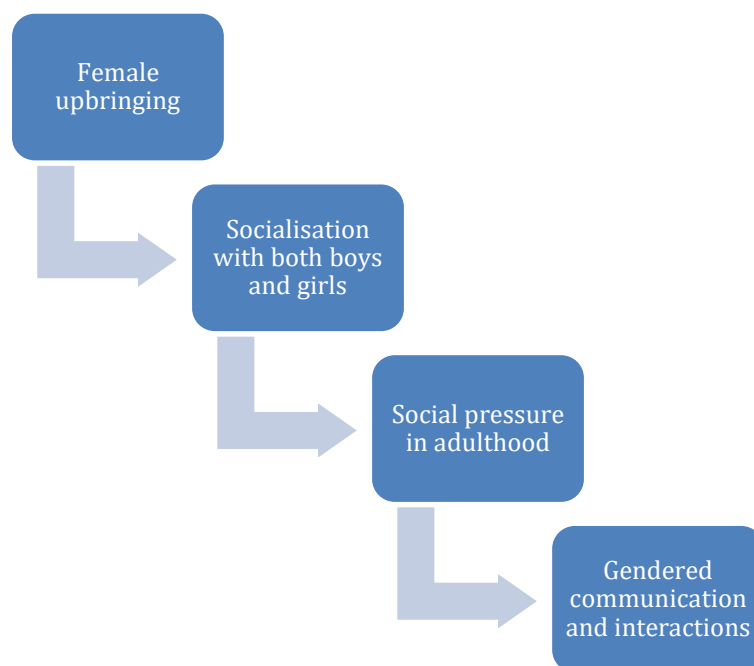 Female
upbringing
Socialisation
with both boys
and girls
Social pressure
in adulthood
Gendered
communication
and interactions